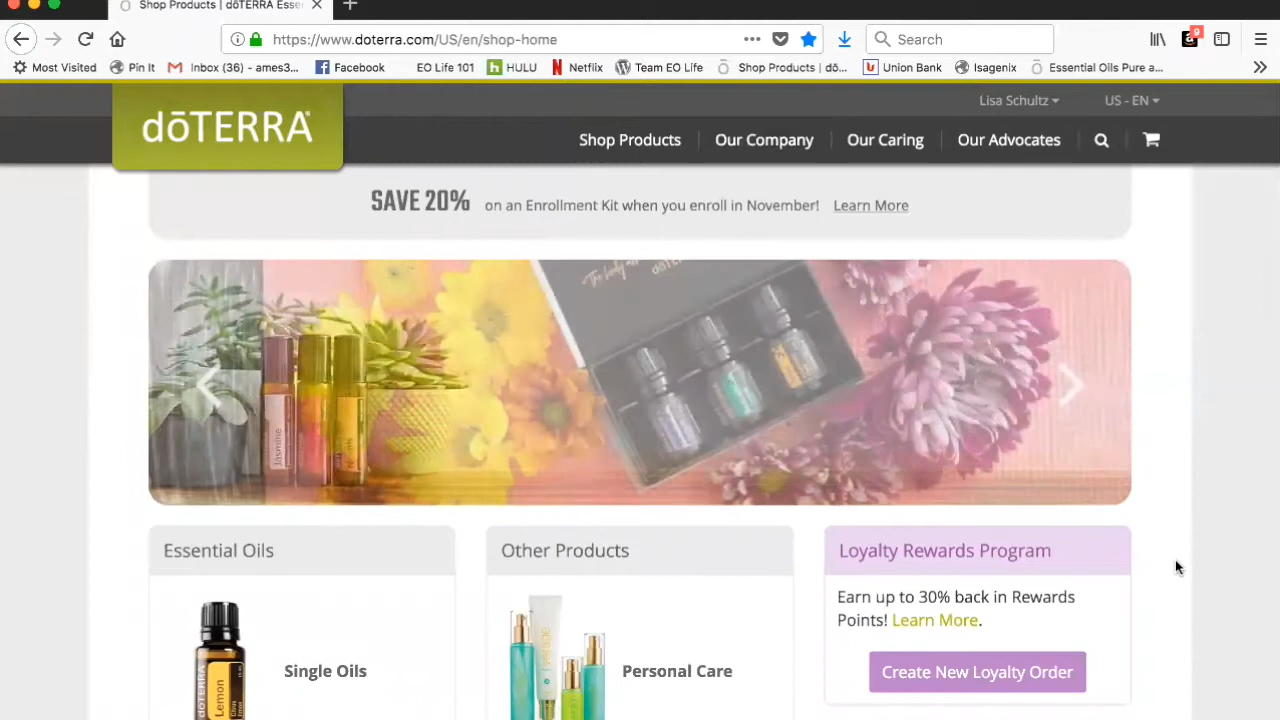 Shop Products | dōTERRA Esse
https://www.doterra.com/US/en/shop-home
Search
9
Most Visited
Pin It
Inbox (36) - ames3...
Facebook
EO Life 101
HULU
Netflix
Team EO Life
Shop Products | dō...
Union Bank
Isagenix
Essential Oils Pure a...
dōTERRA
Lisa Schultz
US - EN
Shop Products
Our Company
Our Caring
Our Advocates
SAVE 20% on an Enrollment Kit when you enroll in November! Learn More
Jasmine
Essential Oils
Other Products
Loyalty Rewards Program
Earn up to 30% back in Rewards
Points! Learn More.
Single Oils
Personal Care
Create New Loyalty Order
dōTERRA
Lemon